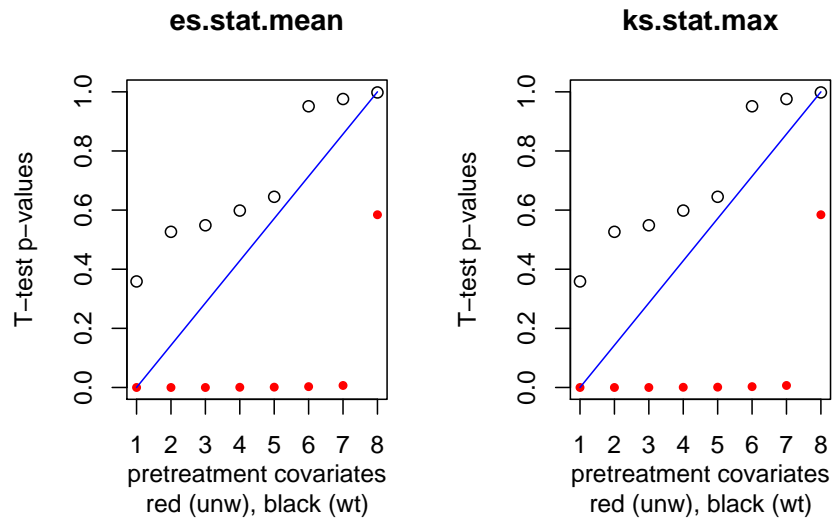 es.stat.mean
T−test p−values
1.0
0.8
0.6
0.4
0.2
0.0
1 2 3 4 5 6 7 8
pretreatment covariates
red (unw), black (wt)
ks.stat.max
T−test p−values
1.0
0.8
0.6
0.4
0.2
0.0
1 2 3 4 5 6 7 8
pretreatment covariates
red (unw), black (wt)